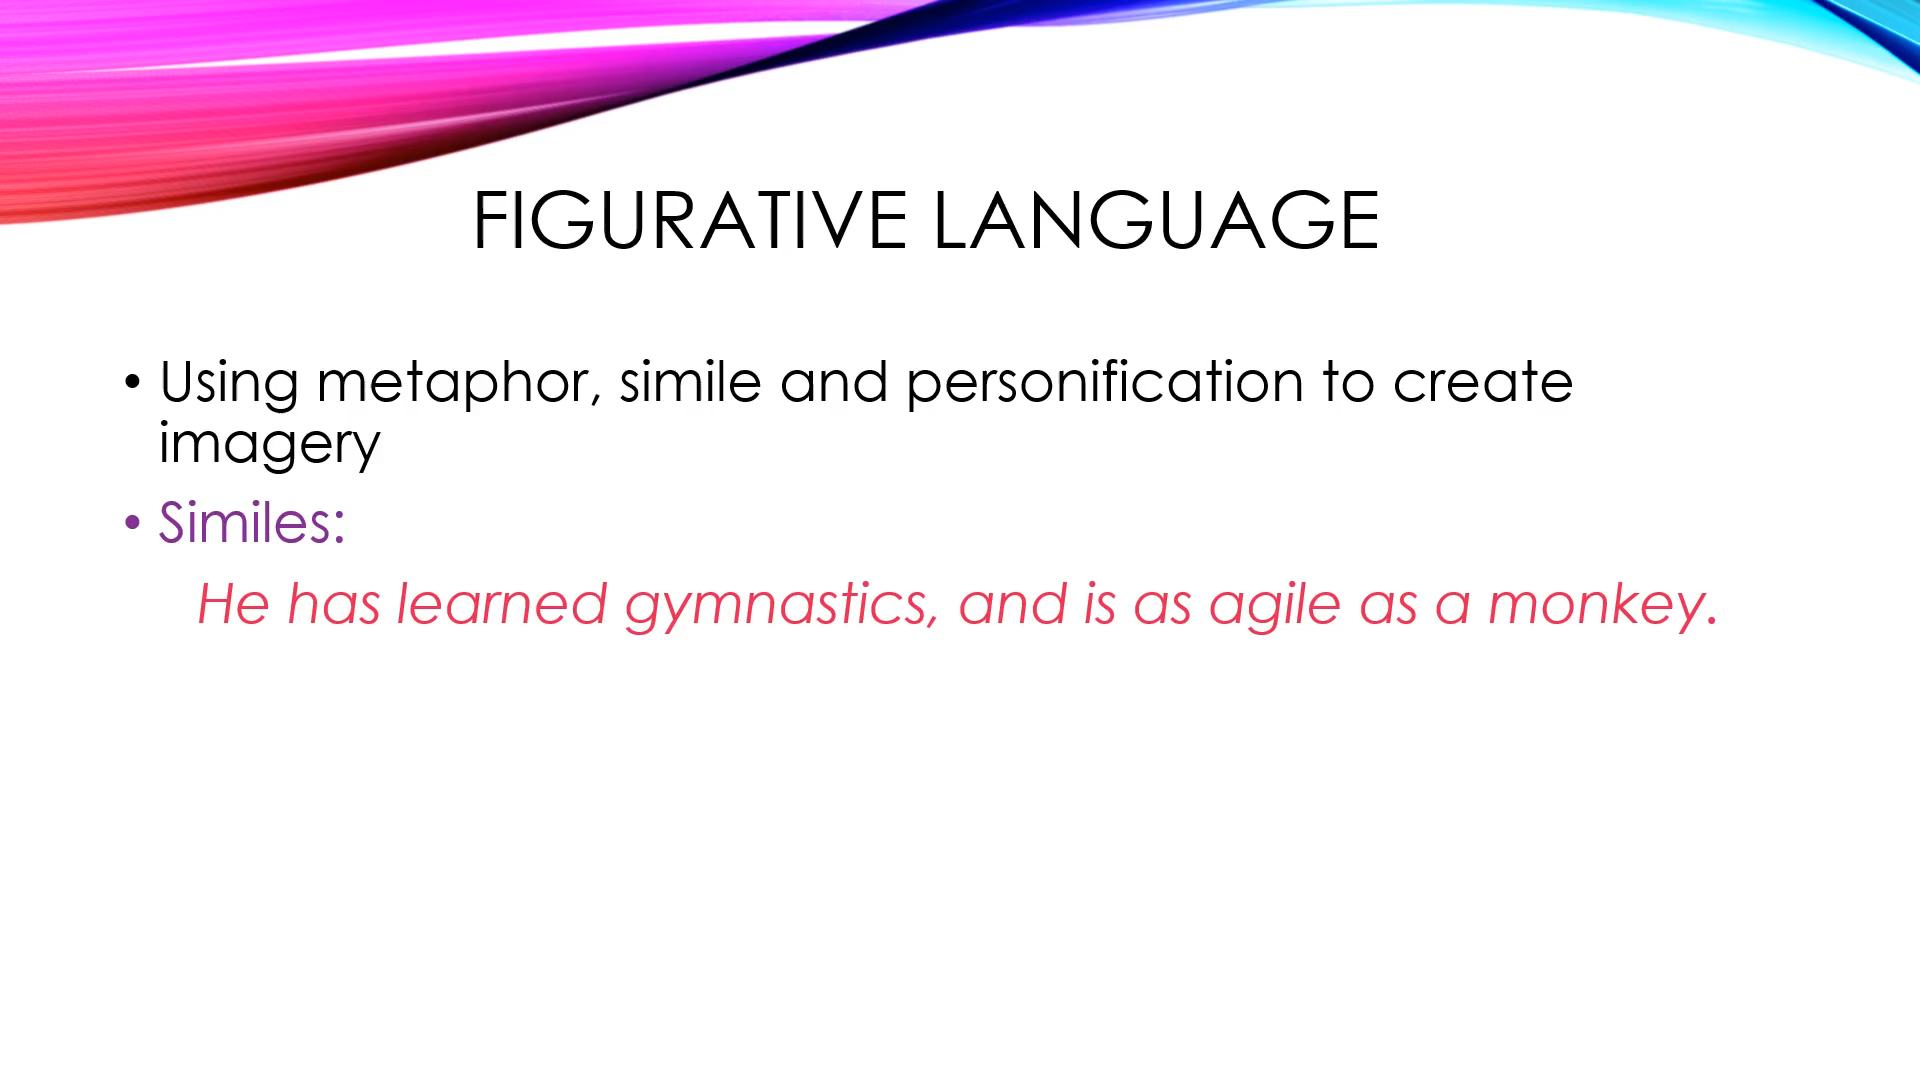 FIGURATIVE LANGUAGE
• Using metaphor, simile and personification to create
imagery
• Similes:
He has learned gymnastics, and is as agile as a monkey.